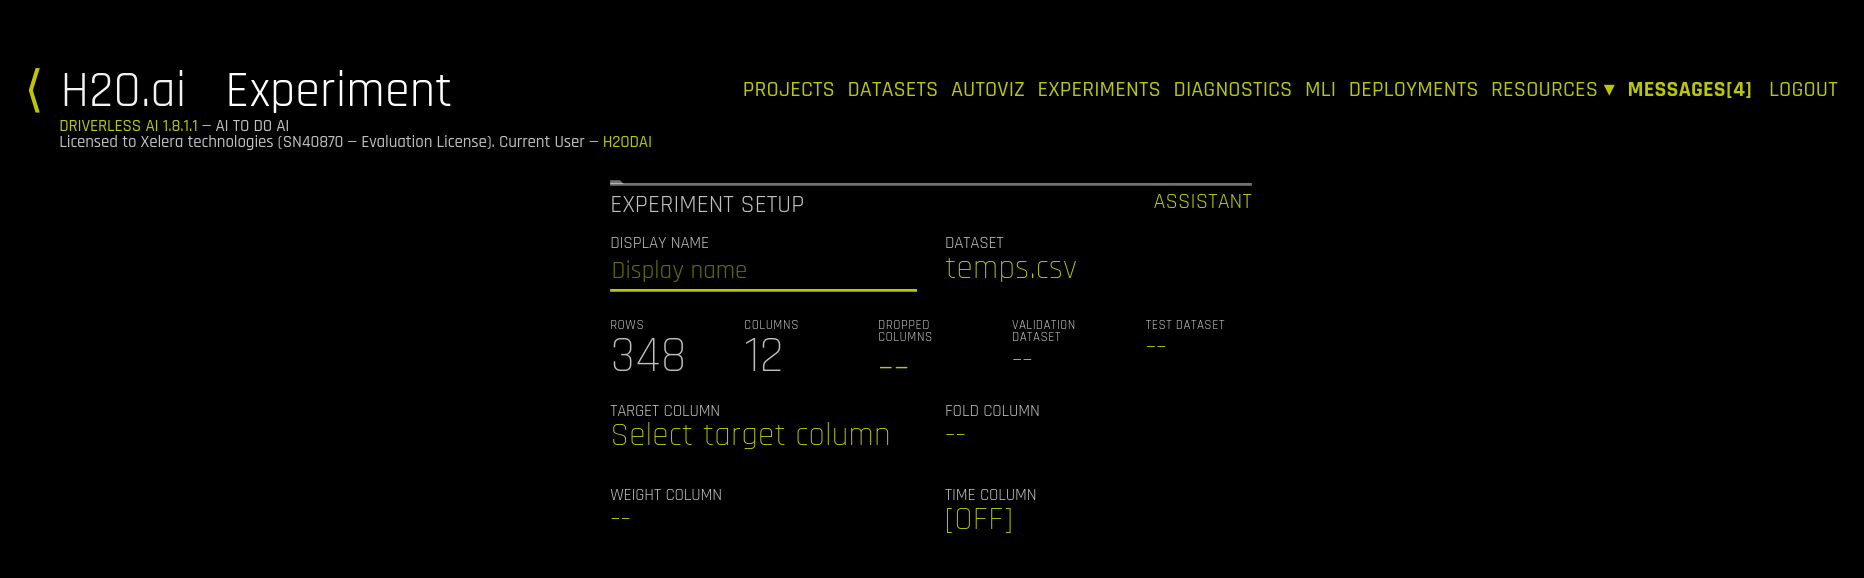 ⟨ H2O.ai Experiment
PROJECTS DATASETS AUTOVIZ EXPERIMENTS DIAGNOSTICS MLI DEPLOYMENTS RESOURCES ▾ MESSAGES[4] LOGOUT
DRIVERLESS AI 1.8.1.1 — AI TO DO AI
Licensed to Xelera technologies (SN40870 — Evaluation License). Current User — H2ODAI
EXPERIMENT SETUP ASSISTANT
DISPLAY NAME DATASET
Display name temps.csv
ROWS COLUMNS DROPPED COLUMNS VALIDATION DATASET TEST DATASET
348 12 -- -- --
TARGET COLUMN FOLD COLUMN
Select target column --
WEIGHT COLUMN TIME COLUMN
-- [OFF]